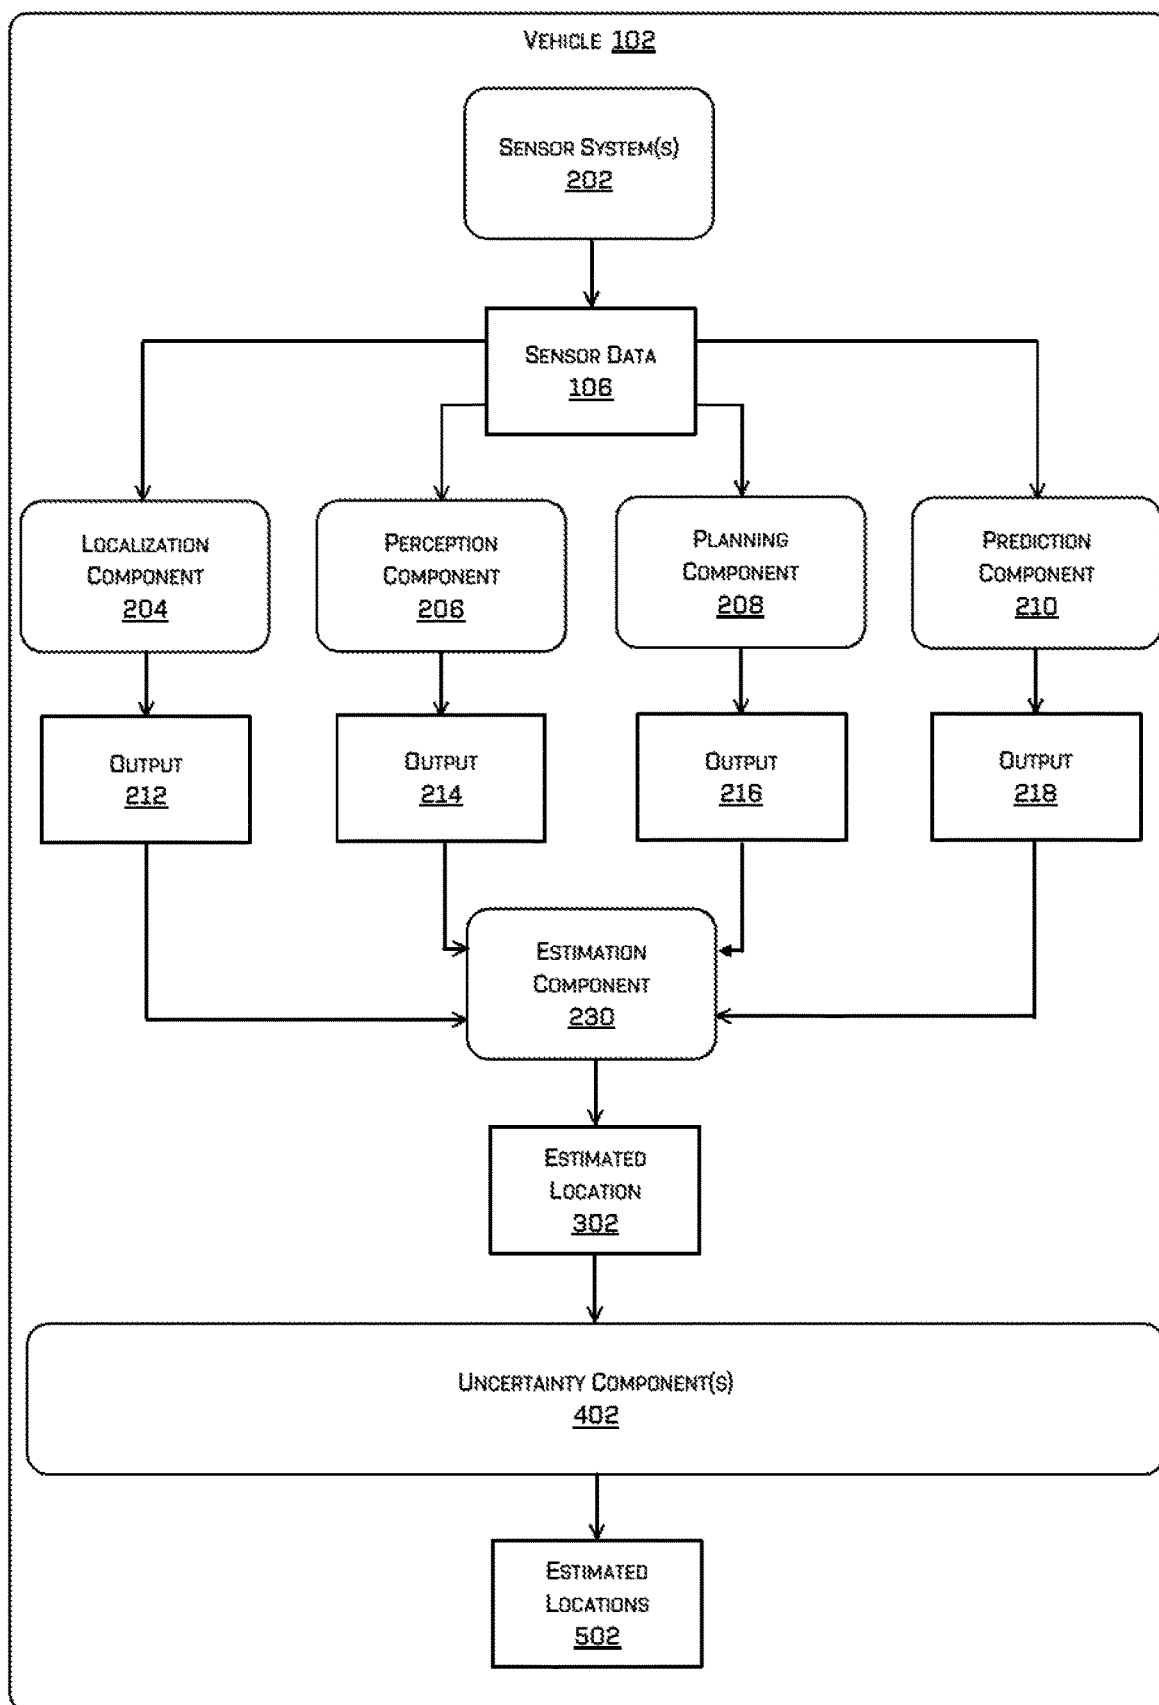 VEHICLE 102
SENSOR SYSTEM(S)
202
SENSOR DATA
106
LOCALIZATION
COMPONENT
204
PERCEPTION
COMPONENT
206
PLANNING
COMPONENT
208
PREDICTION
COMPONENT
210
OUTPUT
212
OUTPUT
214
OUTPUT
216
OUTPUT
218
ESTIMATION
COMPONENT
230
ESTIMATED
LOCATION
302
UNCERTAINTY COMPONENT(S)
402
ESTIMATED
LOCATIONS
502